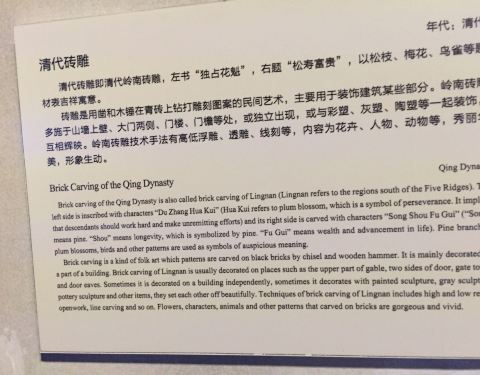 年代：清代
清代砖雕
清代砖雕即清代岭南砖雕，左书“独占花魁”，右题“松寿富贵”，以松枝、梅花、鸟雀等题
材表吉祥寓意。
砖雕是用凿和木锤在青砖上钻打雕刻图案的民间艺术，主要用于装饰建筑某些部分。岭南砖雕
多施于山墙上壁、大门两侧、门楼、门檐等处，或独立出现，或与彩塑、灰塑、陶塑等一起装饰，
互相辉映。岭南砖雕技术手法有高低浮雕、透雕、线刻等，内容为花卉、人物、动物等，秀丽
美，形象生动。
Qing Dynas
Brick Carving of the Qing Dynasty
Brick carving of the Qing Dynasty is also called brick carving of Lingnan (Lingnan refers to the regions south of the Five Ridges). T
left side is inscribed with characters “Du Zhang Hua Kui” (Hua Kui refers to plum blossom, which is a symbol of perseverance. It impl
that descendants should work hard and make unremitting efforts) and its right side is carved with characters “Song Shou Fu Gui” (“Son
means pine. “Shou” means longevity, which is symbolized by pine. “Fu Gui” means wealth and advancement in life). Pine branch
plum blossoms, birds and other patterns are used as symbols of auspicious meaning.
Brick carving is a kind of folk art which patterns are carved on black bricks by chisel and wooden hammer. It is mainly decorated
a part of a building. Brick carving of Lingnan is usually decorated on places such as the upper part of gable, two sides of door, gate to
and door eaves. Sometimes it is decorated on a building independently, sometimes it decorates with painted sculpture, gray sculpt
pottery sculpture and other items, they set each other off beautifully. Techniques of brick carving of Lingnan includes high and low re
openwork, line carving and so on. Flowers, characters, animals and other patterns that carved on bricks are gorgeous and vivid.